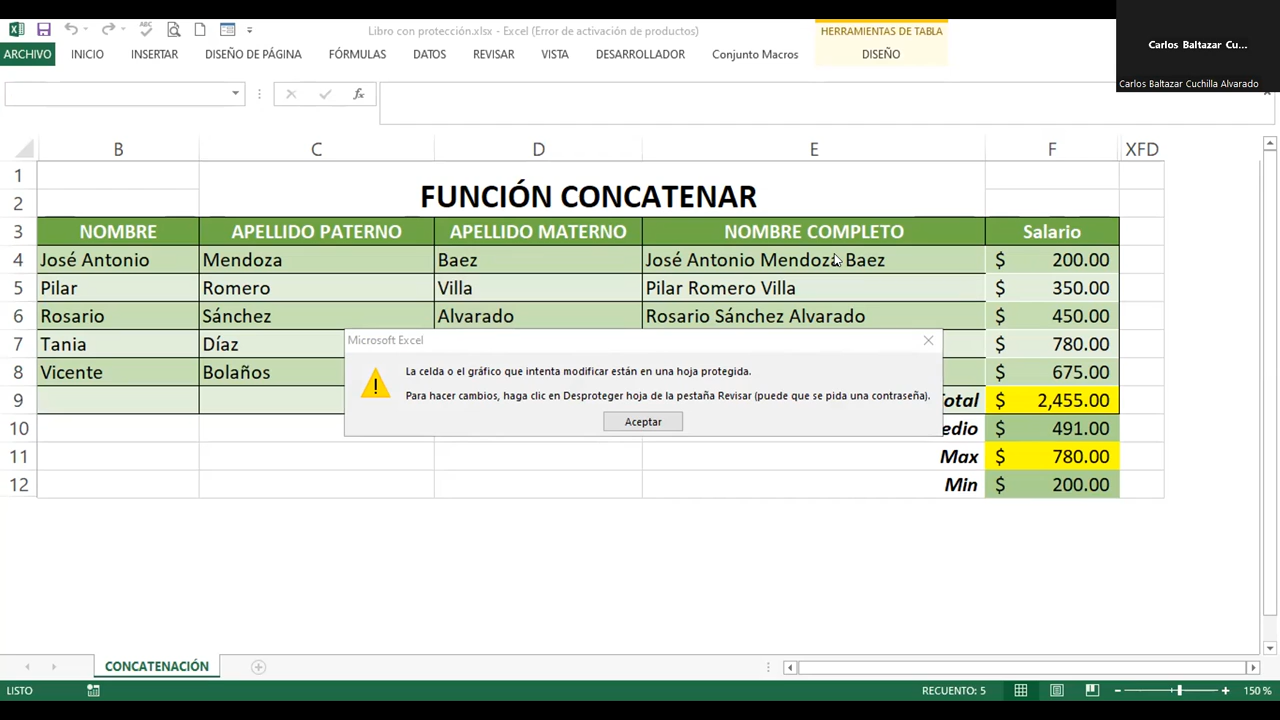 Libro con protección.xlsx - Excel (Error de activación de productos)
HERRAMIENTAS DE TABLA
Carlos Baltazar Cu...
Carlos Baltazar Cuchilla Alvarado
ARCHIVO INICIO INSERTAR DISEÑO DE PÁGINA FÓRMULAS DATOS REVISAR VISTA DESARROLLADOR Conjunto Macros DISEÑO
fx
B C D E F XFD
1
2 FUNCIÓN CONCATENAR
3 NOMBRE APELLIDO PATERNO APELLIDO MATERNO NOMBRE COMPLETO Salario
4 José Antonio Mendoza Baez José Antonio Mendoza Baez $ 200.00
5 Pilar Romero Villa Pilar Romero Villa $ 350.00
6 Rosario Sánchez Alvarado Rosario Sánchez Alvarado $ 450.00
7 Tania Díaz $ 780.00
8 Vicente Bolaños $ 675.00
9 Total $ 2,455.00
10 edio $ 491.00
11 Max $ 780.00
12 Min $ 200.00
Microsoft Excel
La celda o el gráfico que intenta modificar están en una hoja protegida.
Para hacer cambios, haga clic en Desproteger hoja de la pestaña Revisar (puede que se pida una contraseña).
Aceptar
CONCATENACIÓN
LISTO RECUENTO: 5 150 %